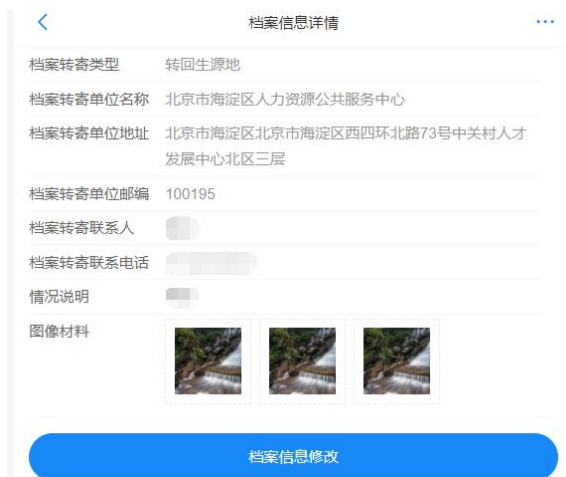 档案信息详情
档案转寄类型 转回生源地
档案转寄单位名称 北京市海淀区人力资源公共服务中心
档案转寄单位地址 北京市海淀区北京市海淀区西四环北路73号中关村人才
发展中心北区三层
档案转寄单位邮编 100195
档案转寄联系人
档案转寄联系电话
情况说明
图像材料
档案信息修改